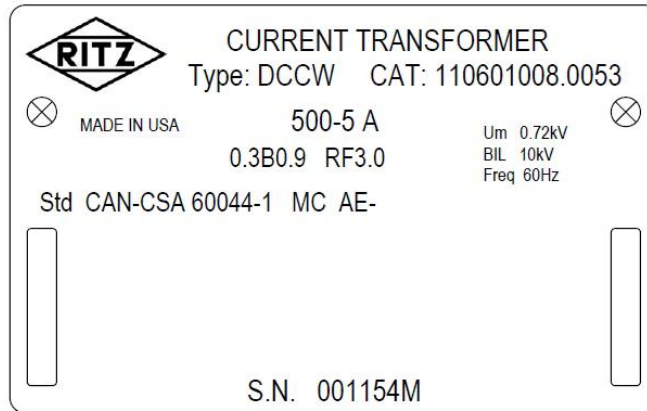 RITZ
CURRENT TRANSFORMER
Type: DCCW CAT: 110601008.0053
MADE IN USA
500-5 A
0.3B0.9 RF3.0
Um 0.72kV
BIL 10kV
Freq 60Hz
Std CAN-CSA 60044-1 MC AE-
S.N. 001154M